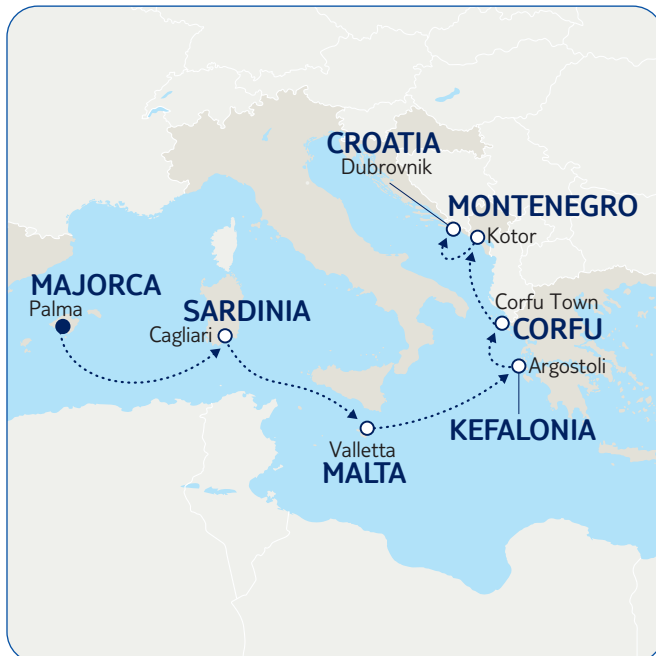 CROATIA
Dubrovnik
MONTENEGRO
Kotor
MAJORCA
Palma
SARDINIA
Cagliari
Corfu Town
CORFU
Argostoli
KEFALONIA
Valletta
MALTA